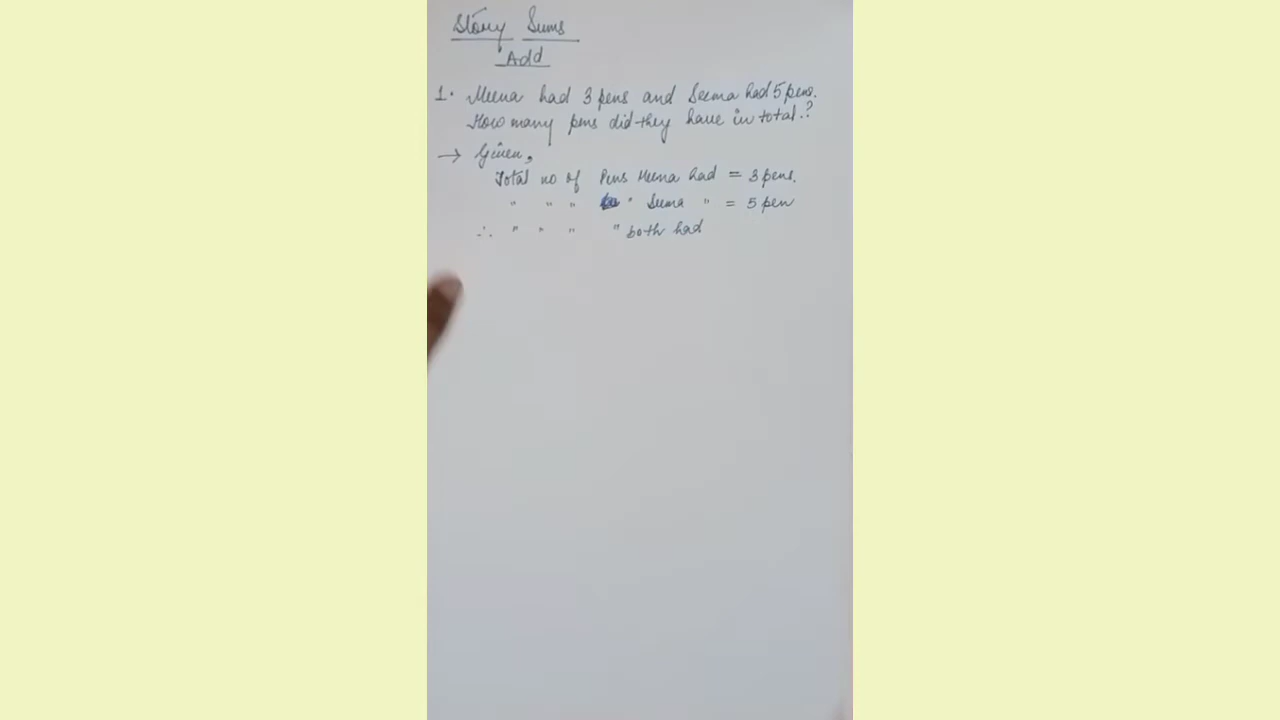 Story Sums
Add
1. Meena had 3 pens and Seema had 5 pens.
How many pens did they have in total.?
→ Given,
Total no of Pens Meena had = 3 pens.
" " " " Seema " = 5 pen
∴ " " " " both had